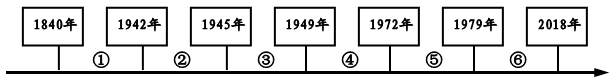 1840年 1942年 1945年 1949年 1972年 1979年 2018年
① ② ③ ④ ⑤ ⑥